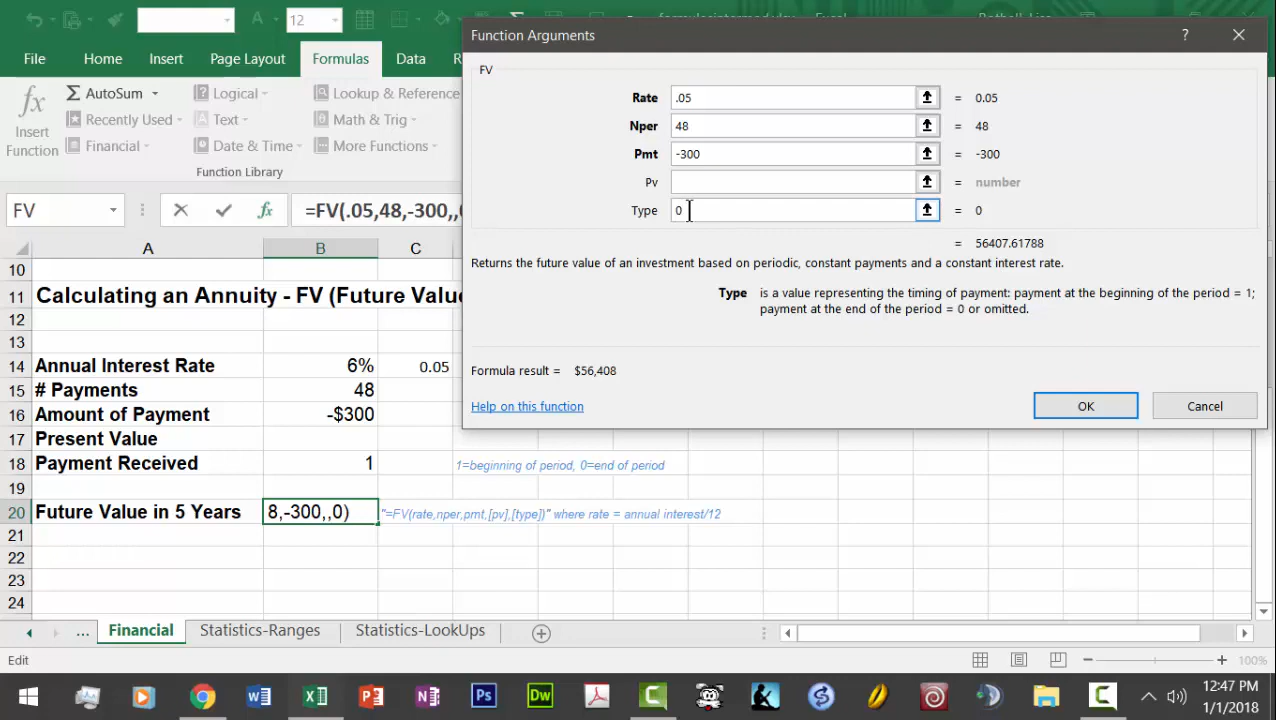 12
Excel
Function Arguments
?
File
Home
Insert
Page Layout
Formulas
Data
FV
Rate .05 = 0.05
Nper 48 = 48
Pmt -300 = -300
Pv = number
Type 0 = 0
= 56407.61788
Returns the future value of an investment based on periodic, constant payments and a constant interest rate.
Type is a value representing the timing of payment: payment at the beginning of the period = 1;
payment at the end of the period = 0 or omitted.
Formula result = $56,408
Help on this function
OK
Cancel
fx
Insert
Function
Σ AutoSum
Recently Used
Financial
Logical
Text
Date & Time
Lookup & Reference
Math & Trig
More Functions
Function Library
FV
fx
=FV(.05,48,-300,,
A B C
10
11 Calculating an Annuity - FV (Future Value
12
13
14 Annual Interest Rate 6% 0.05
15 # Payments 48
16 Amount of Payment -$300
17 Present Value
18 Payment Received 1 1=beginning of period, 0=end of period
19
20 Future Value in 5 Years 8,-300,,0) "=FV(rate,nper,pmt,[pv],[type])" where rate = annual interest/12
21
22
23
24
... Financial Statistics-Ranges Statistics-LookUps
Edit
100%
Ps
Dw
12:47 PM
1/1/2018